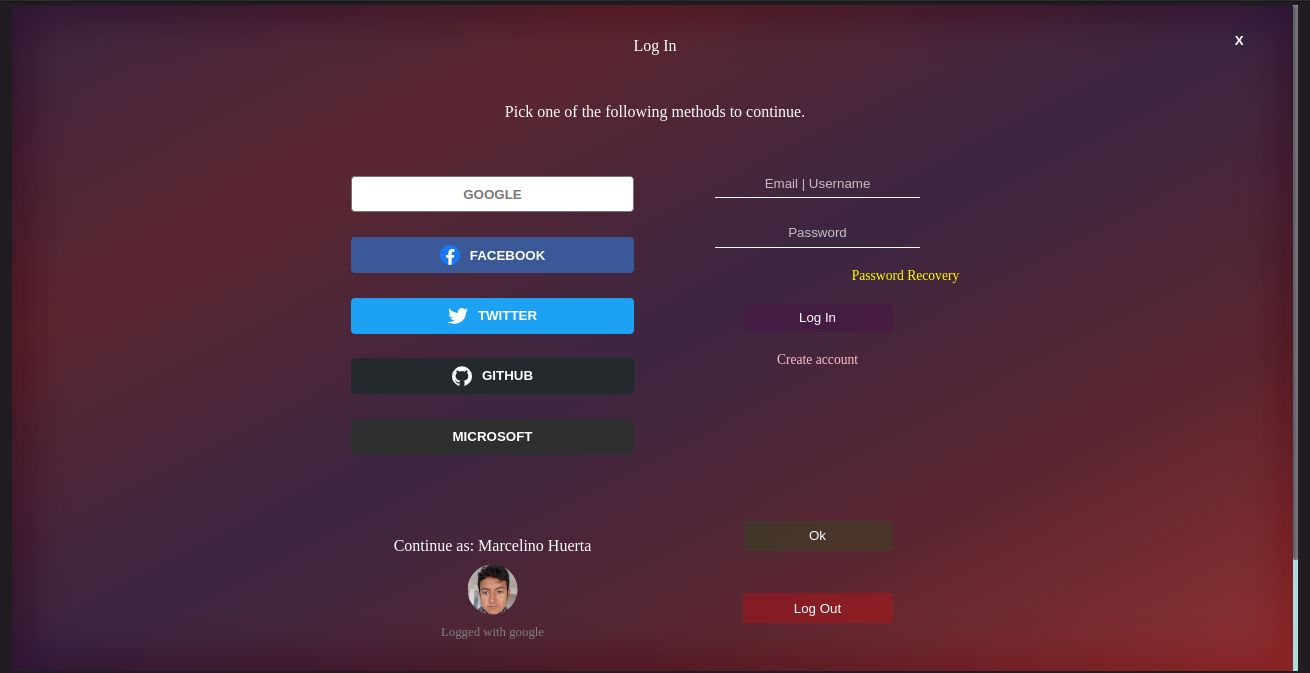 Log In
X
Pick one of the following methods to continue.
GOOGLE
FACEBOOK
TWITTER
GITHUB
MICROSOFT
Email | Username
Password
Password Recovery
Log In
Create account
Continue as: Marcelino Huerta
Logged with google
Ok
Log Out